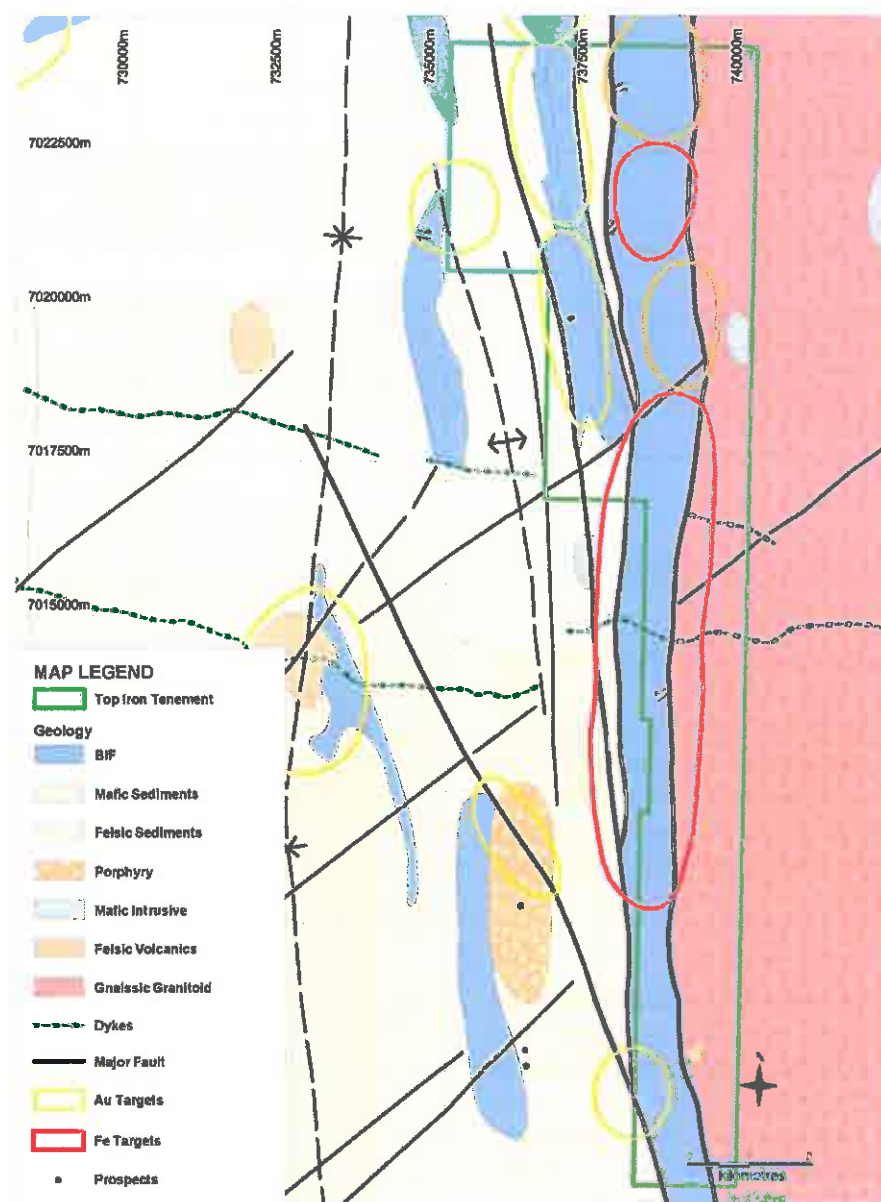 730000m
732500m
735000m
737500m
740000m
7022500m
7020000m
7017500m
7015000m
MAP LEGEND
Top Iron Tenement
Geology
BIF
Mafic Sediments
Felsic Sediments
Porphyry
Mafic Intrusive
Felsic Volcanics
Gneissic Granitoid
Dykes
Major Fault
Au Targets
Fe Targets
Prospects
kilometres